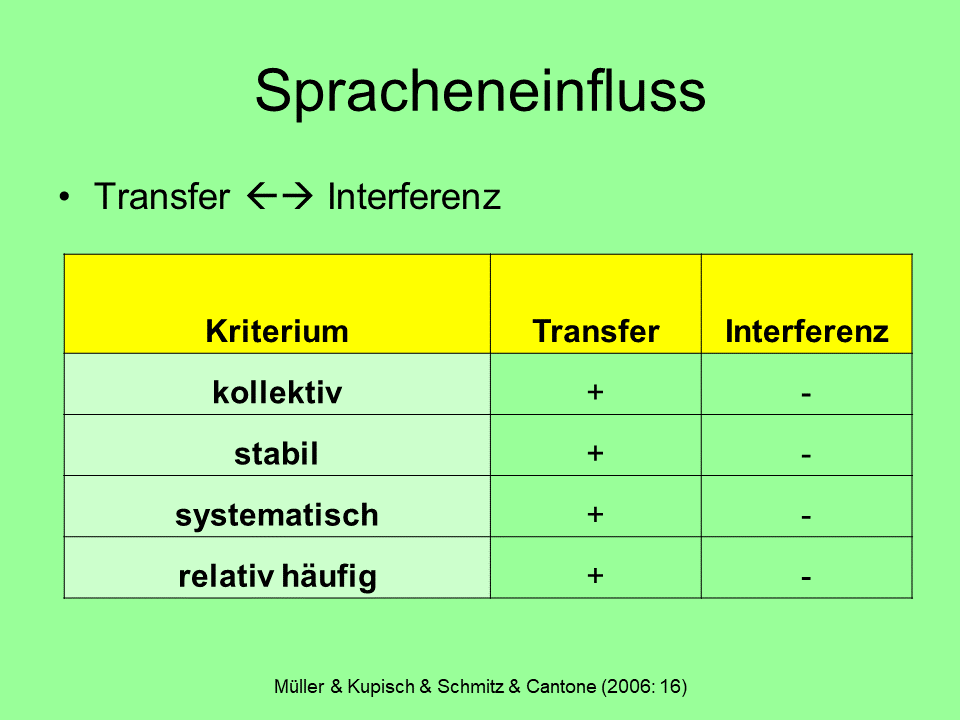 Spracheneinfluss
• Transfer ←→ Interferenz
Kriterium Transfer Interferenz
kollektiv + -
stabil + -
systematisch + -
relativ häufig + -
Müller & Kupisch & Schmitz & Cantone (2006: 16)